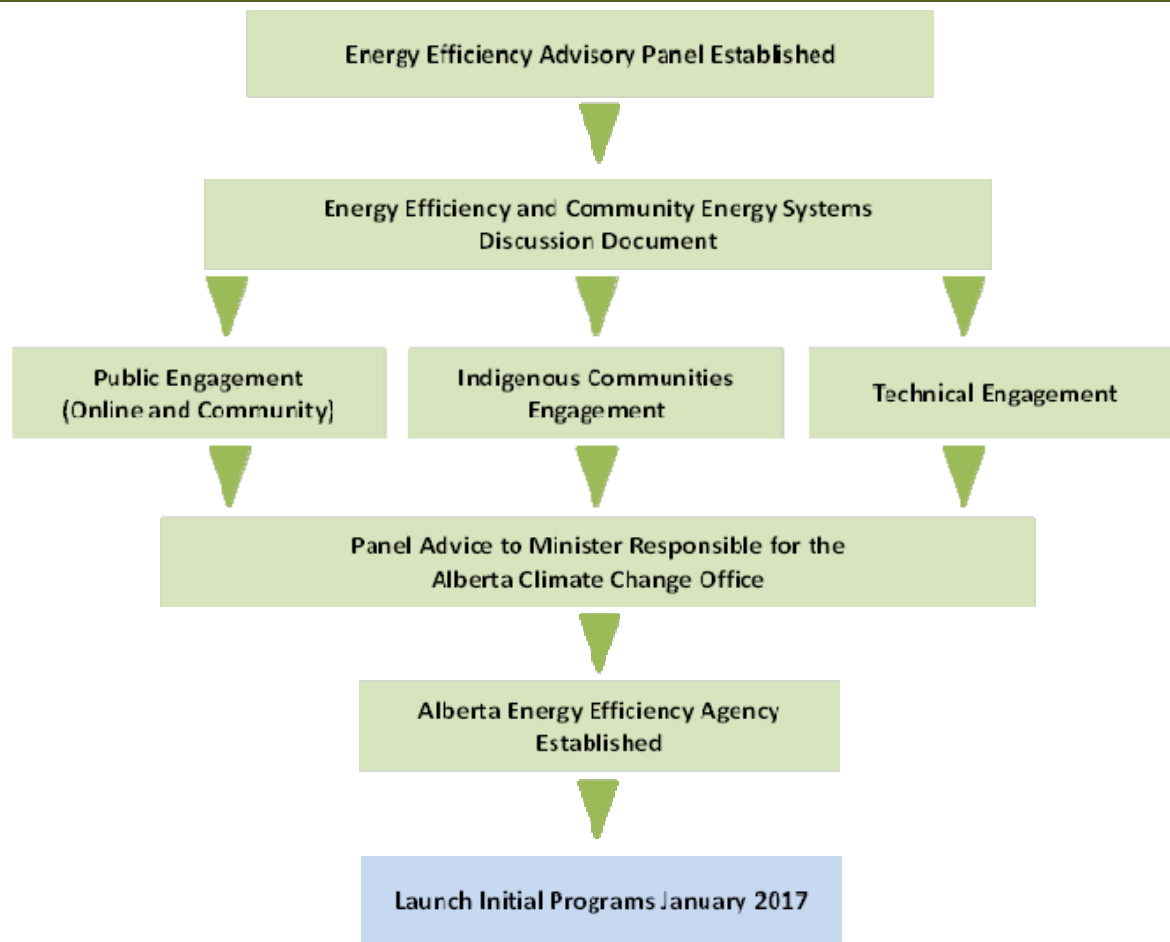 Energy Efficiency Advisory Panel Established
Energy Efficiency and Community Energy Systems
Discussion Document
Public Engagement
(Online and Community)
Indigenous Communities
Engagement
Technical Engagement
Panel Advice to Minister Responsible for the
Alberta Climate Change Office
Alberta Energy Efficiency Agency
Established
Launch Initial Programs January 2017